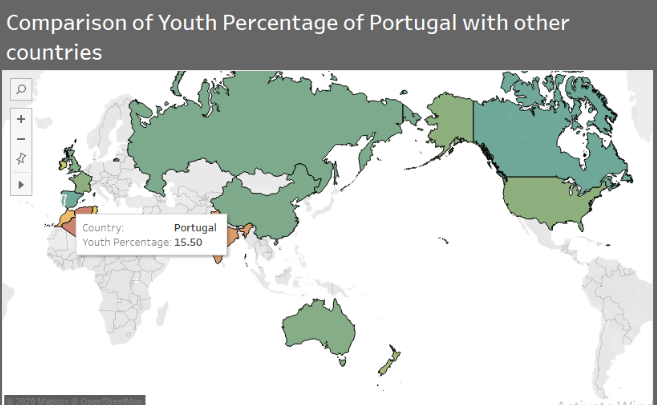 Comparison of Youth Percentage of Portugal with other
countries
Country: Portugal
Youth Percentage: 15.50
© 2020 Mapbox © OpenStreetMap